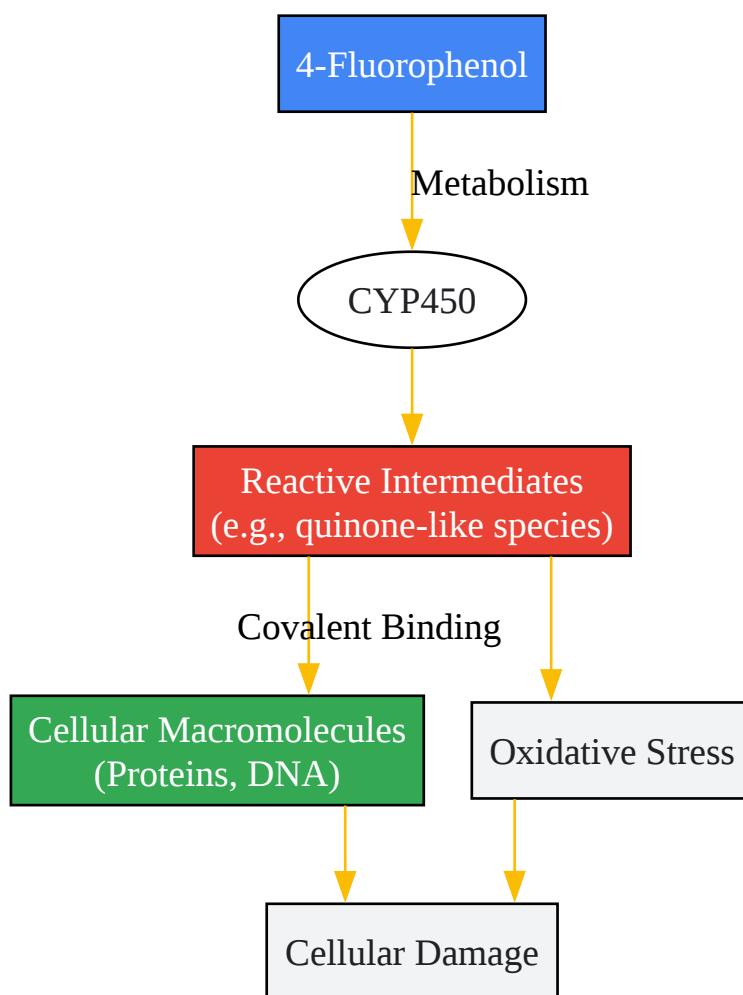 4-Fluorophenol
Metabolism
CYP450
Reactive Intermediates
(e.g., quinone-like species)
Covalent Binding
Cellular Macromolecules
(Proteins, DNA)
Oxidative Stress
Cellular Damage